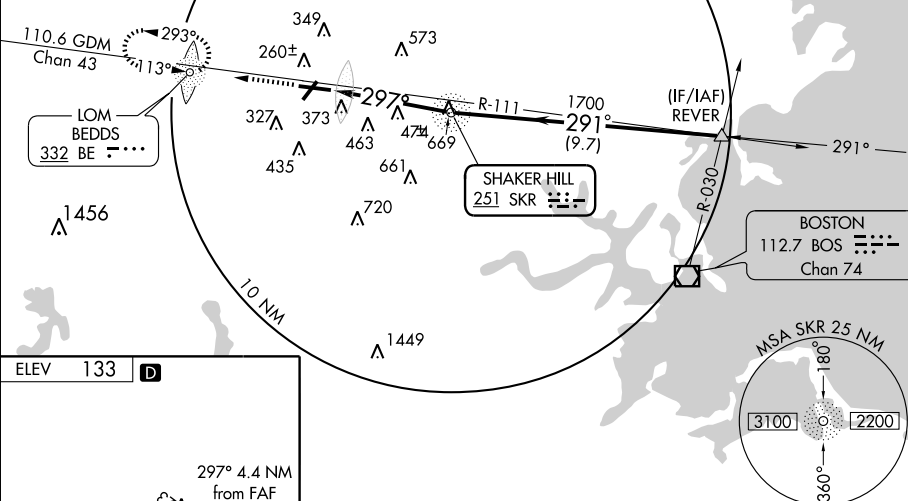 349
573
110.6 GDM
Chan 43
293°
260±
113°
297°
R-111
1700
291°
(9.7)
(IF/IAF)
REVER
291°
LOM
BEDDS
332 BE
327
373
463
474
669
435
661
SHAKER HILL
251 SKR
R-030
1456
720
BOSTON
112.7 BOS
Chan 74
10 NM
1449
MSA SKR 25 NM
180°
3100
2200
360°
ELEV 133 D
297° 4.4 NM
from FAF